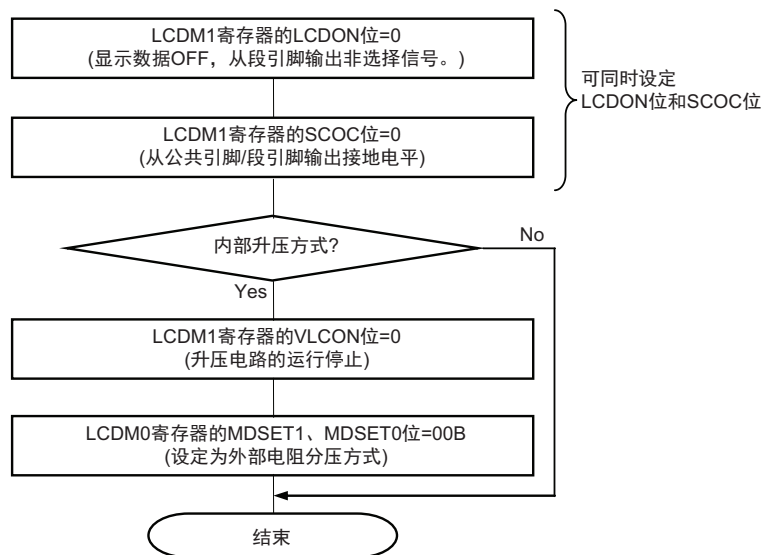 LCDM1寄存器的LCDON位=0
(显示数据OFF，从段引脚输出非选择信号。)
可同时设定
LCDON位和SCOC位
LCDM1寄存器的SCOC位=0
(从公共引脚/段引脚输出接地电平)
内部升压方式?
No
Yes
LCDM1寄存器的VLCON位=0
(升压电路的运行停止)
LCDM0寄存器的MDSET1、MDSET0位=00B
(设定为外部电阻分压方式)
结束